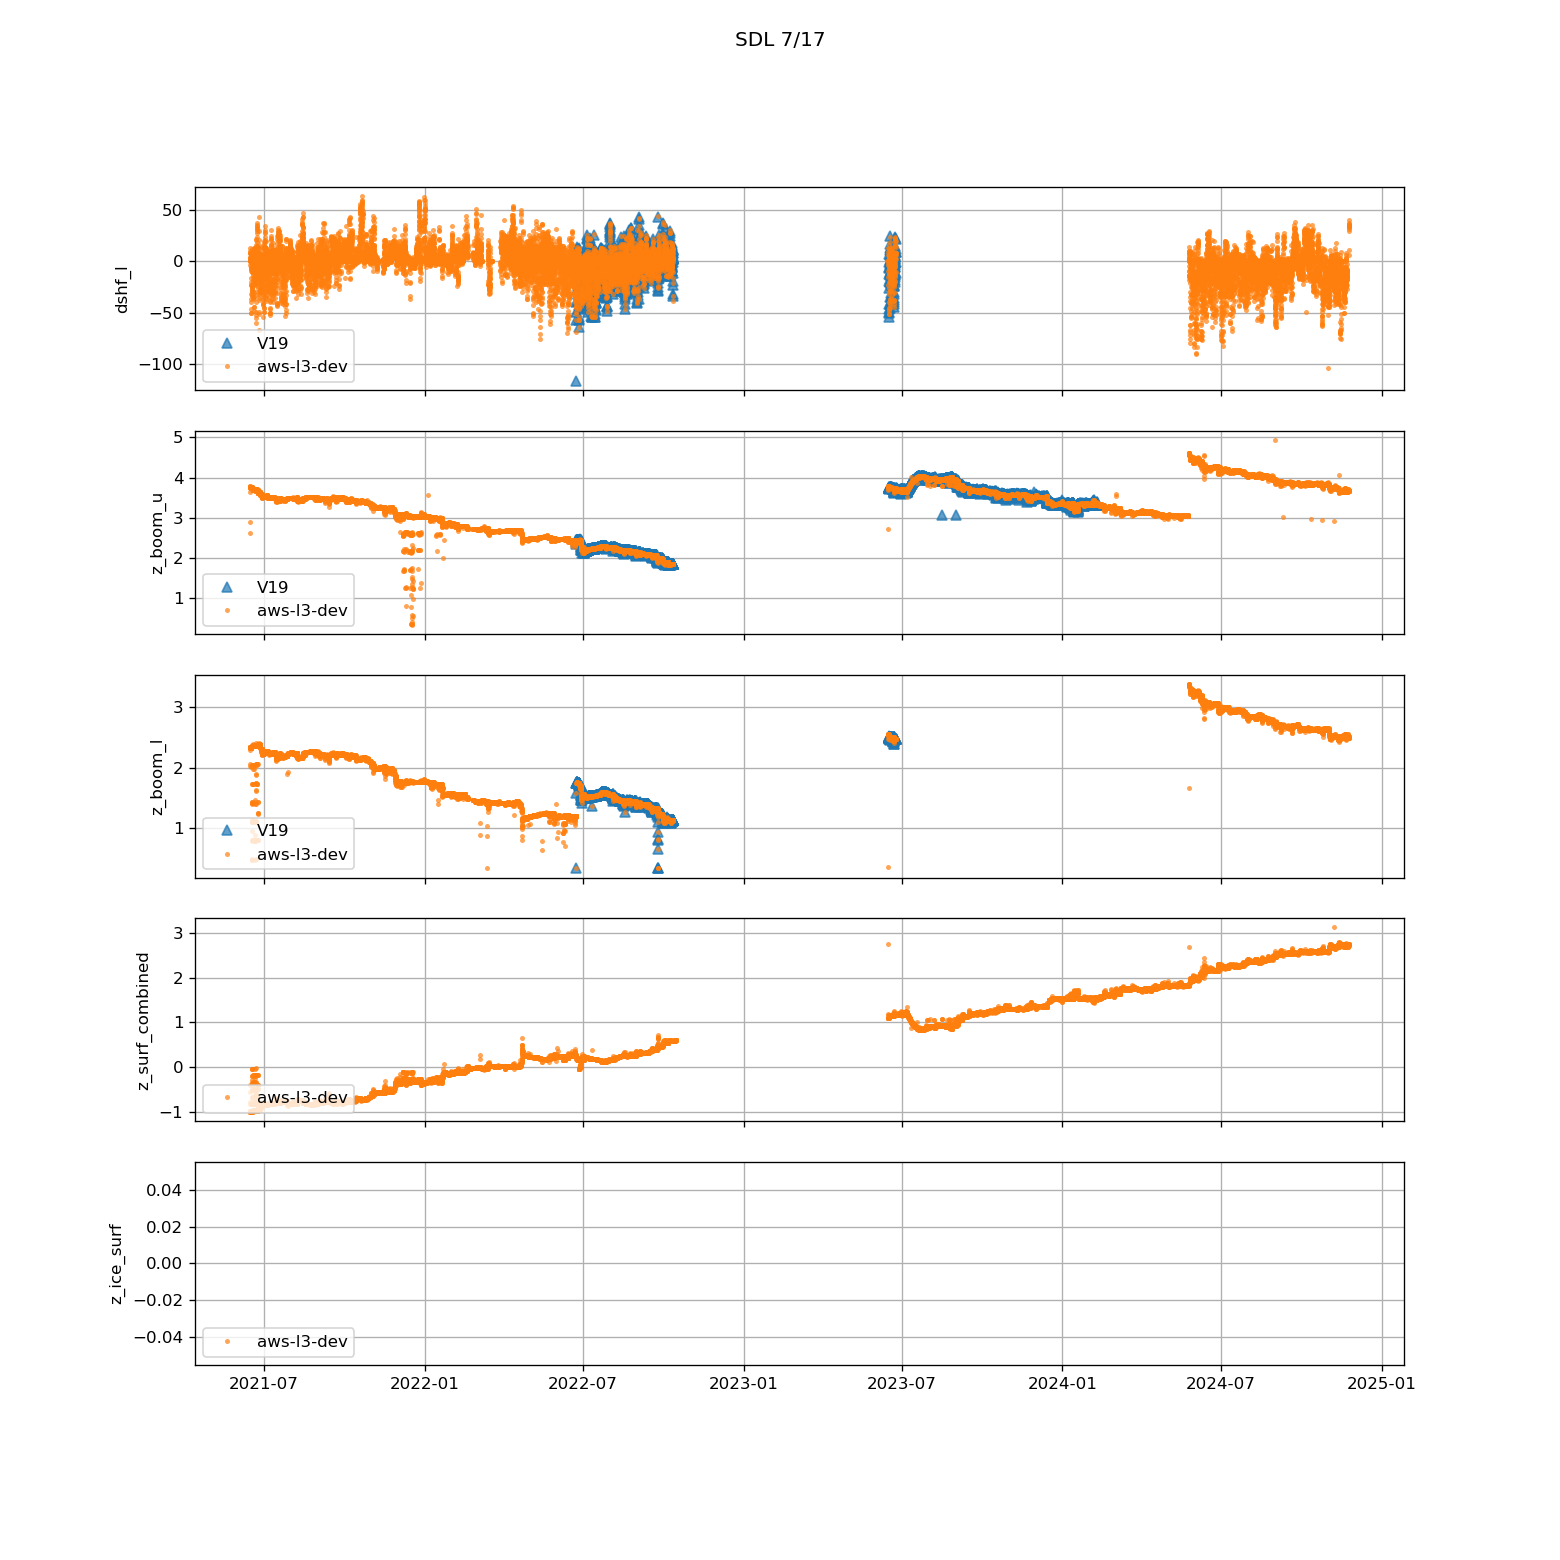 SDL 7/17
50
0
−50
−100
dshf_l
V19
aws-l3-dev
5
4
3
2
1
z_boom_u
V19
aws-l3-dev
3
2
1
z_boom_l
V19
aws-l3-dev
3
2
1
0
−1
z_surf_combined
aws-l3-dev
0.04
0.02
0.00
−0.02
−0.04
z_ice_surf
aws-l3-dev
2021-07 2022-01 2022-07 2023-01 2023-07 2024-01 2024-07 2025-01